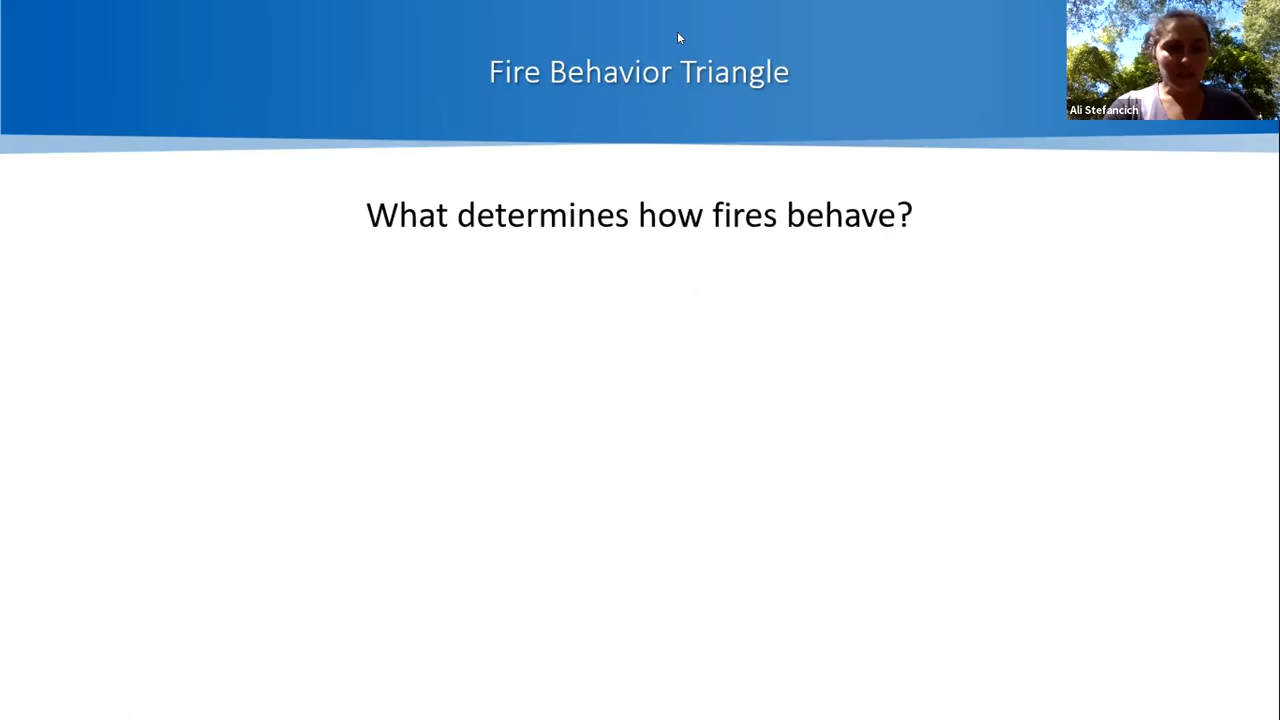 Fire Behavior Triangle
Ali Stefancich
What determines how fires behave?